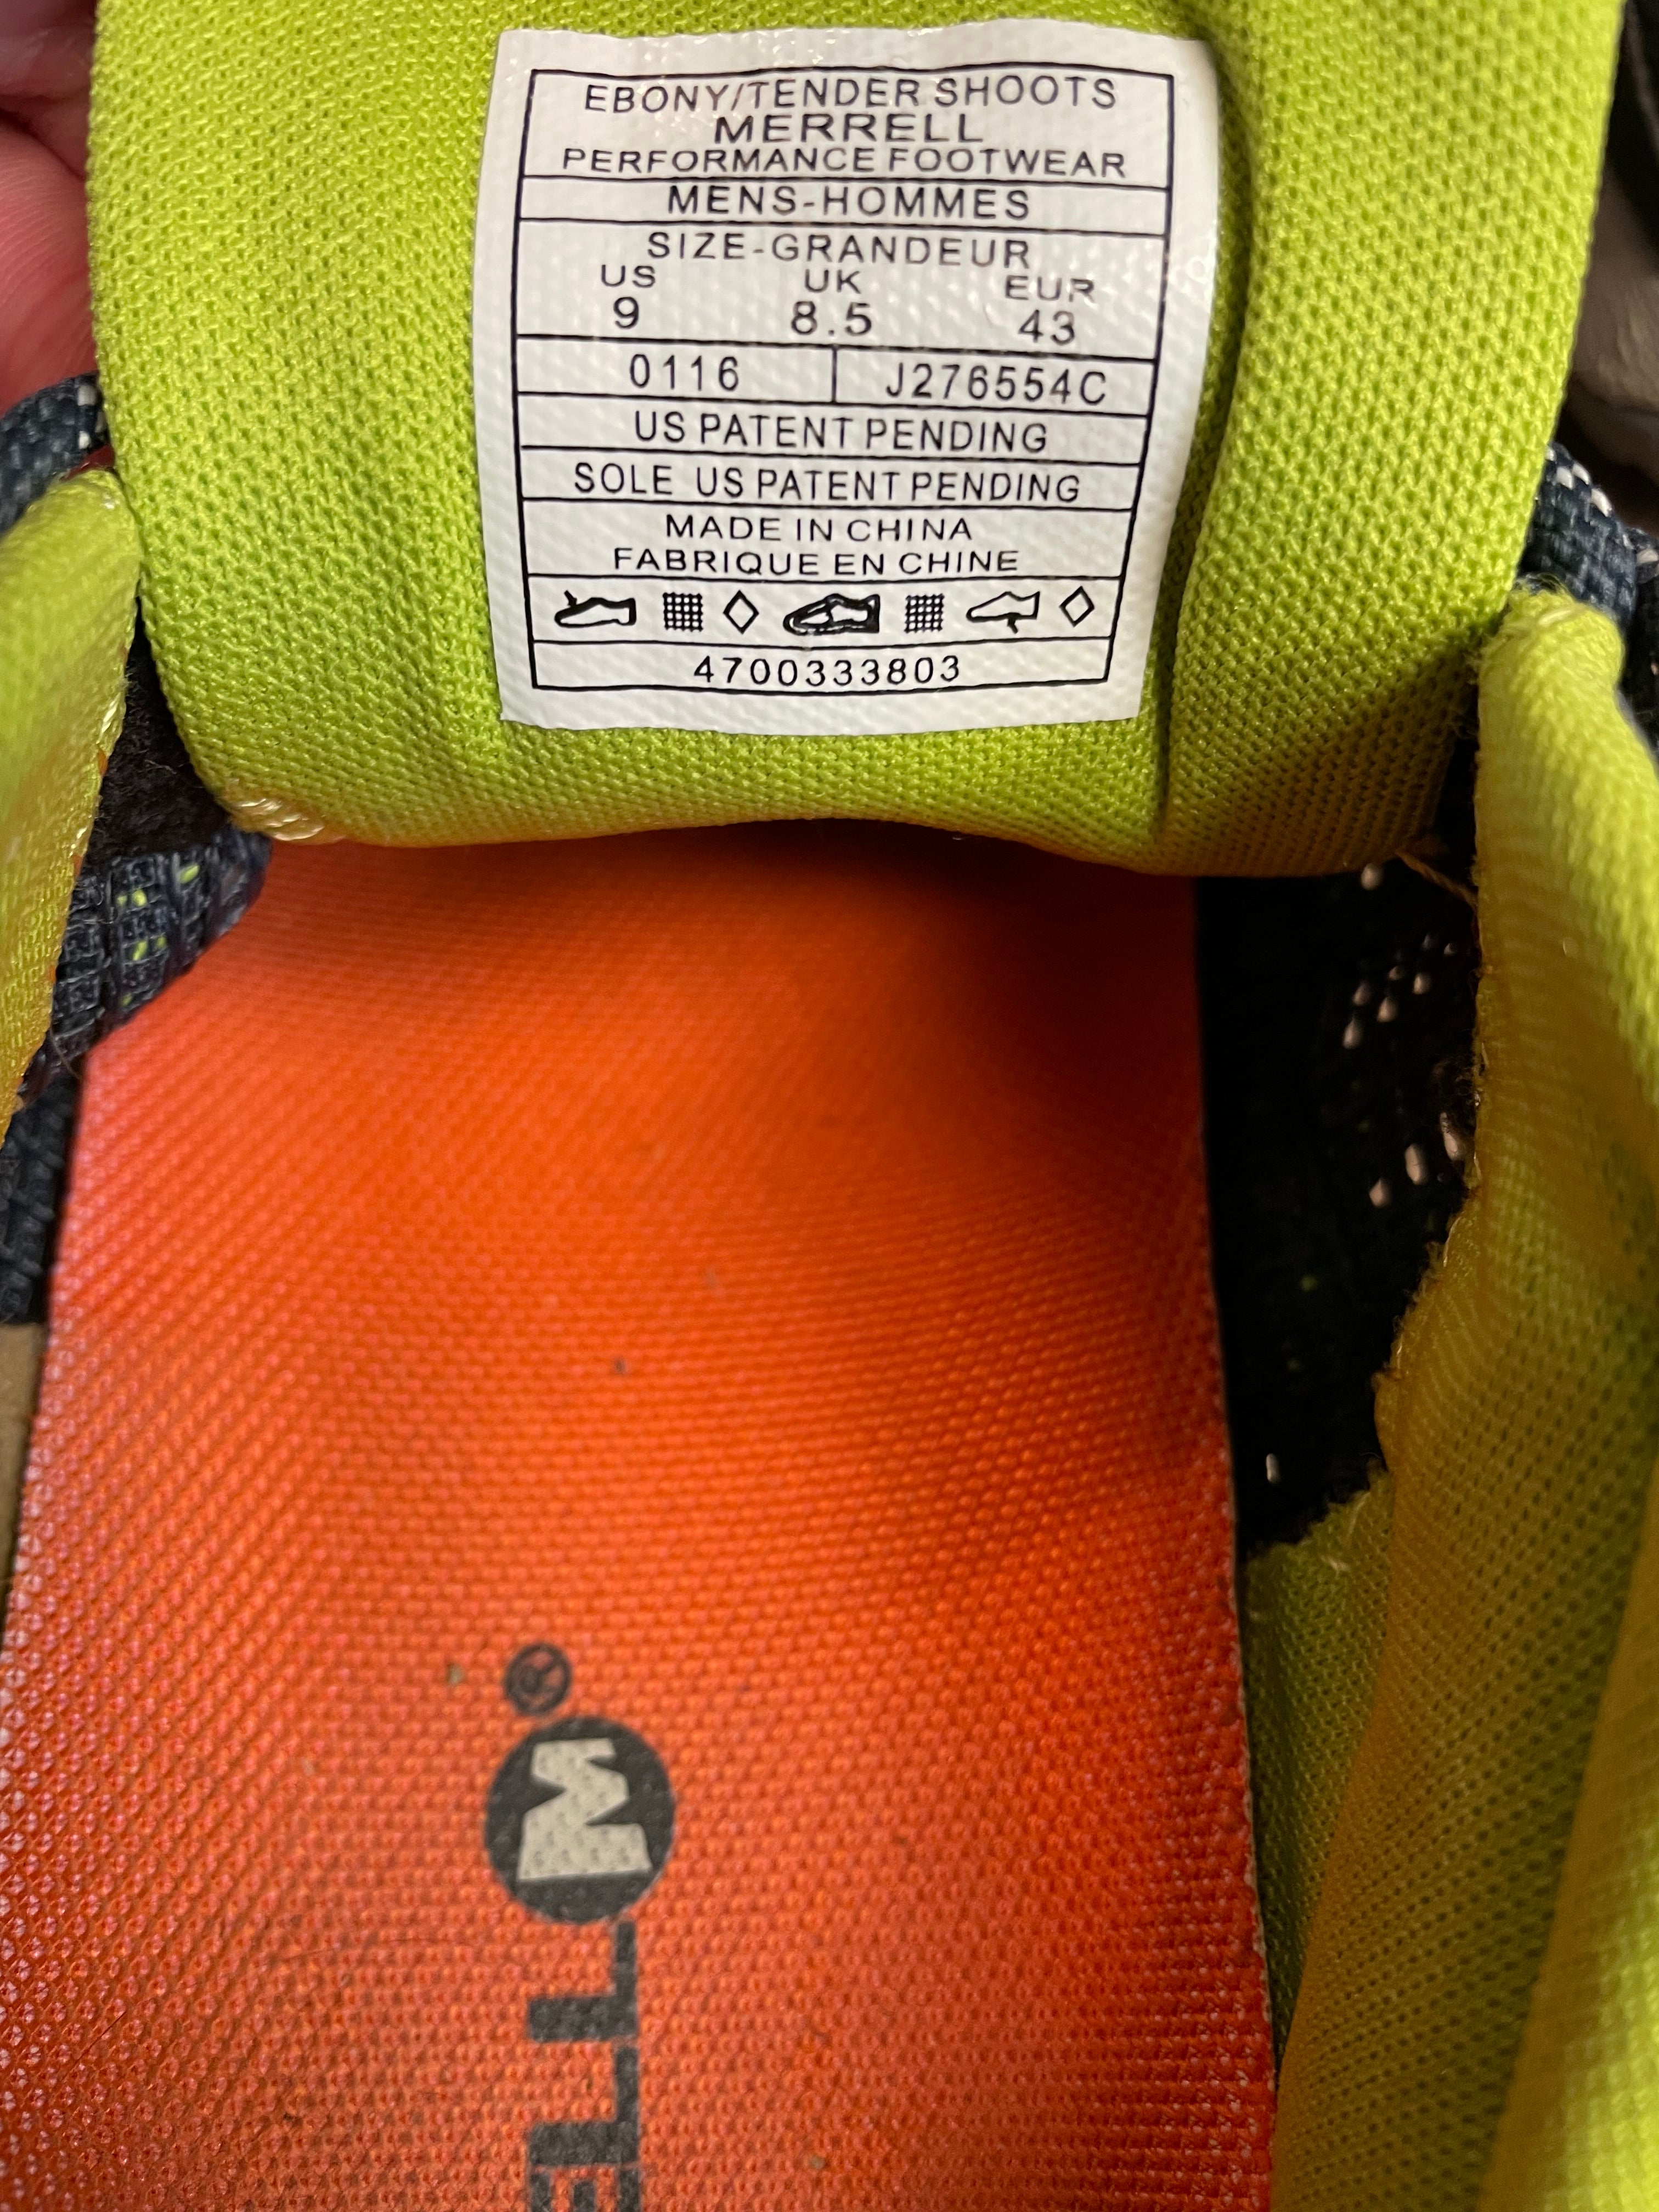 EBONY/TENDER SHOOTS
MERRELL
PERFORMANCE FOOTWEAR
MENS-HOMMES
SIZE-GRANDEUR
US UK EUR
9 8.5 43
0116 J276554C
US PATENT PENDING
SOLE US PATENT PENDING
MADE IN CHINA
FABRIQUE EN CHINE
4700333803
ELL M®